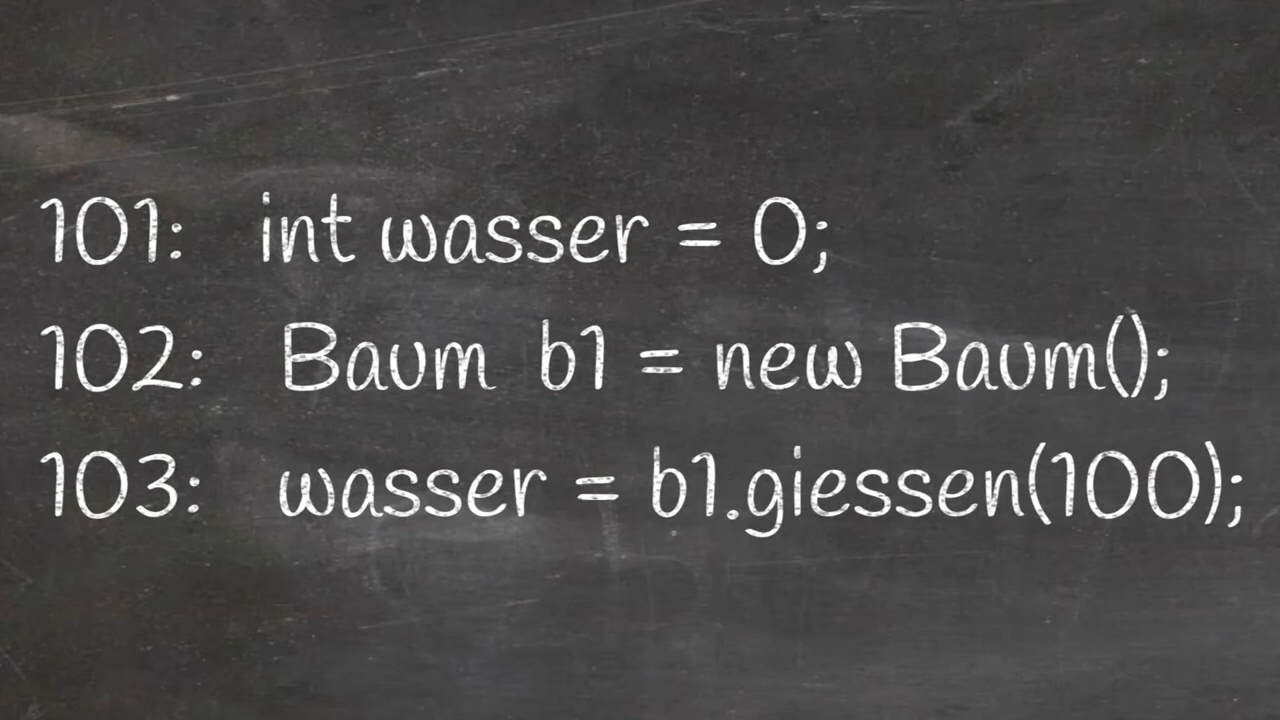 101: int wasser = 0;
102: Baum b1 = new Baum();
103: wasser = b1.giessen(100);